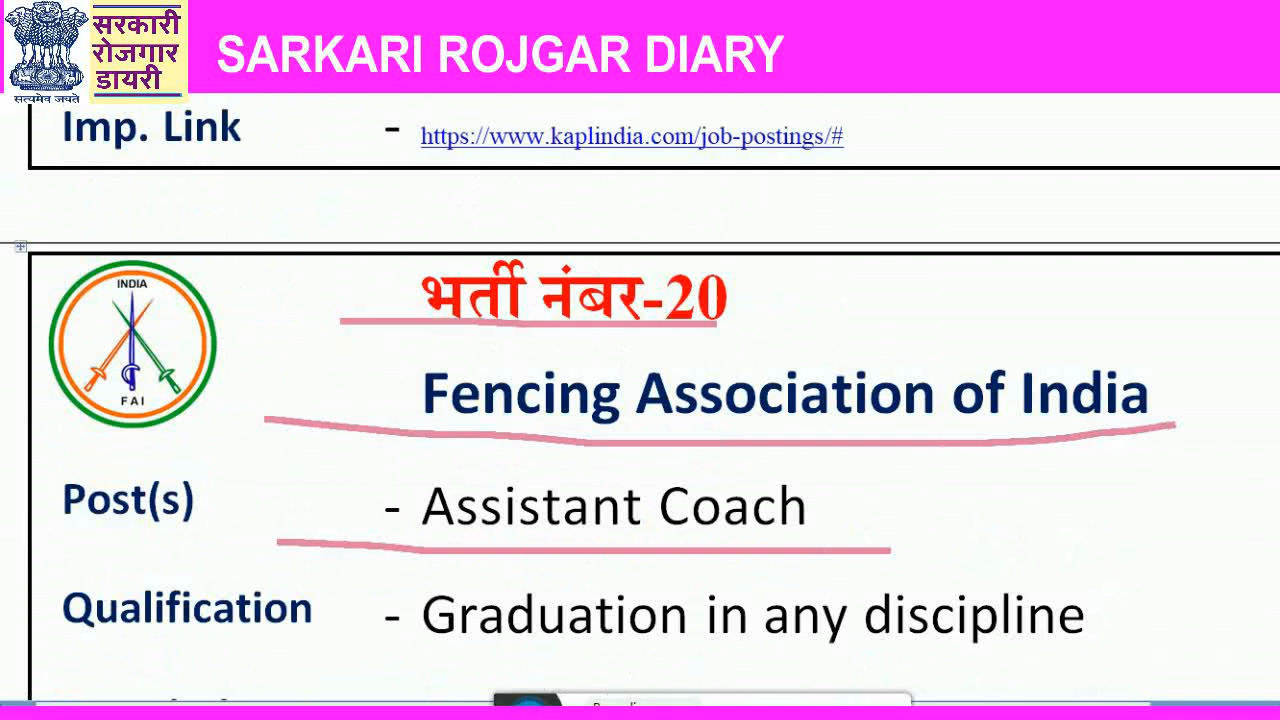 सरकारी
रोजगार
डायरी
सत्यमेव जयते
SARKARI ROJGAR DIARY
Imp. Link - https://www.kaplindia.com/job-postings/#
INDIA
FAI
भर्ती नंबर-20
Fencing Association of India
Post(s) - Assistant Coach
Qualification - Graduation in any discipline